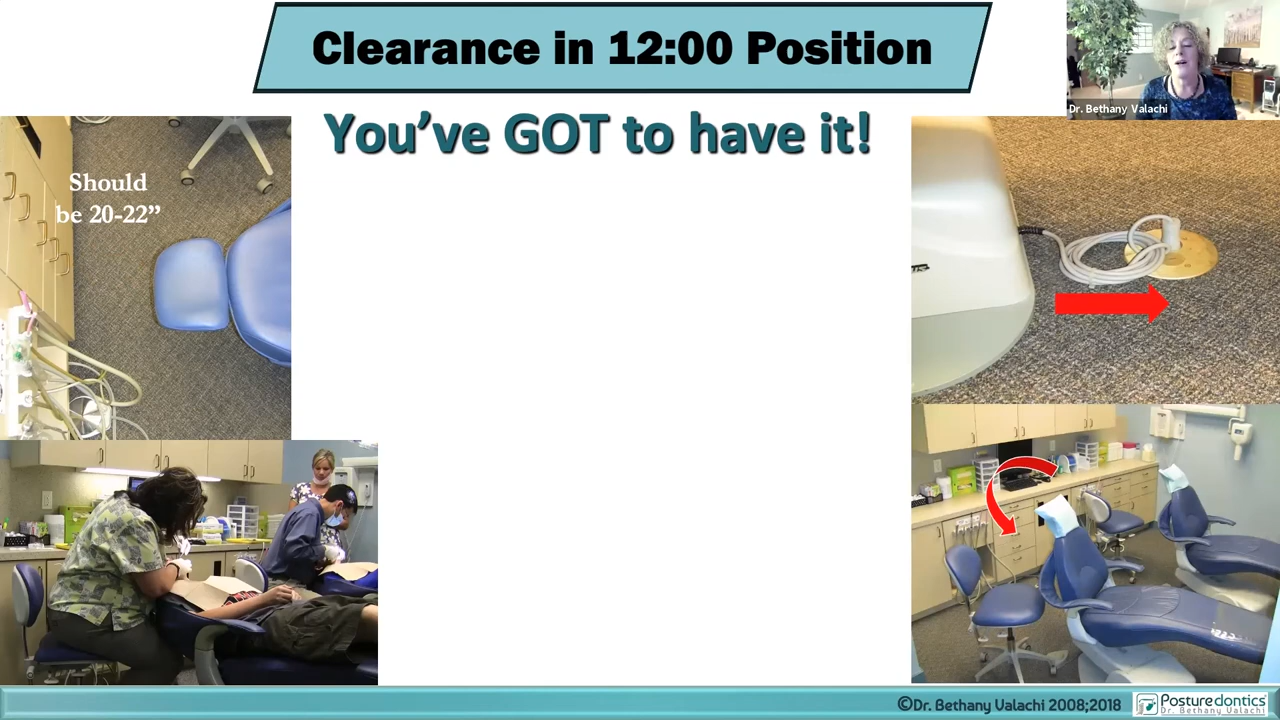 Clearance in 12:00 Position
Dr. Bethany Valachi
You’ve GOT to have it!
Should
be 20-22”
©Dr. Bethany Valachi 2008;2018
Posturedontics®
Dr. Bethany Valachi